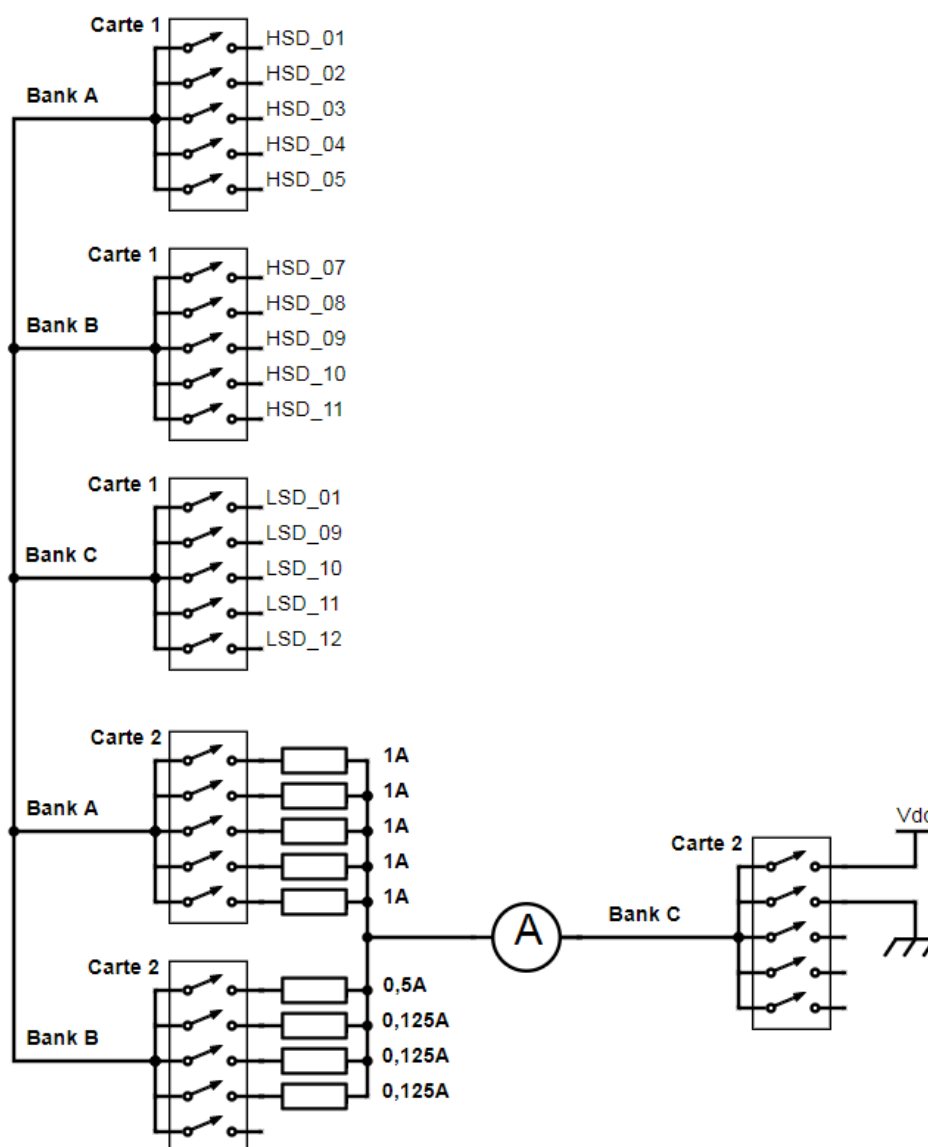 Carte 1
HSD_01
HSD_02
Bank A
HSD_03
HSD_04
HSD_05
Carte 1
HSD_07
HSD_08
Bank B
HSD_09
HSD_10
HSD_11
Carte 1
LSD_01
LSD_09
Bank C
LSD_10
LSD_11
LSD_12
Carte 2
1A
1A
Bank A
1A
1A
1A
Vdc
Carte 2
A
Bank C
Carte 2
0,5A
0,125A
Bank B
0,125A
0,125A